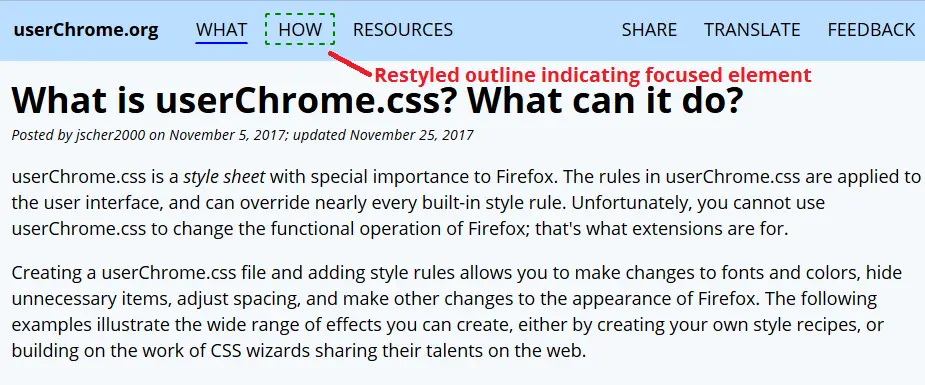 userChrome.org WHAT HOW RESOURCES SHARE TRANSLATE FEEDBACK
Restyled outline indicating focused element
What is userChrome.css? What can it do?
Posted by jscher2000 on November 5, 2017; updated November 25, 2017
userChrome.css is a style sheet with special importance to Firefox. The rules in userChrome.css are applied to
the user interface, and can override nearly every built-in style rule. Unfortunately, you cannot use
userChrome.css to change the functional operation of Firefox; that's what extensions are for.
Creating a userChrome.css file and adding style rules allows you to make changes to fonts and colors, hide
unnecessary items, adjust spacing, and make other changes to the appearance of Firefox. The following
examples illustrate the wide range of effects you can create, either by creating your own style recipes, or
building on the work of CSS wizards sharing their talents on the web.